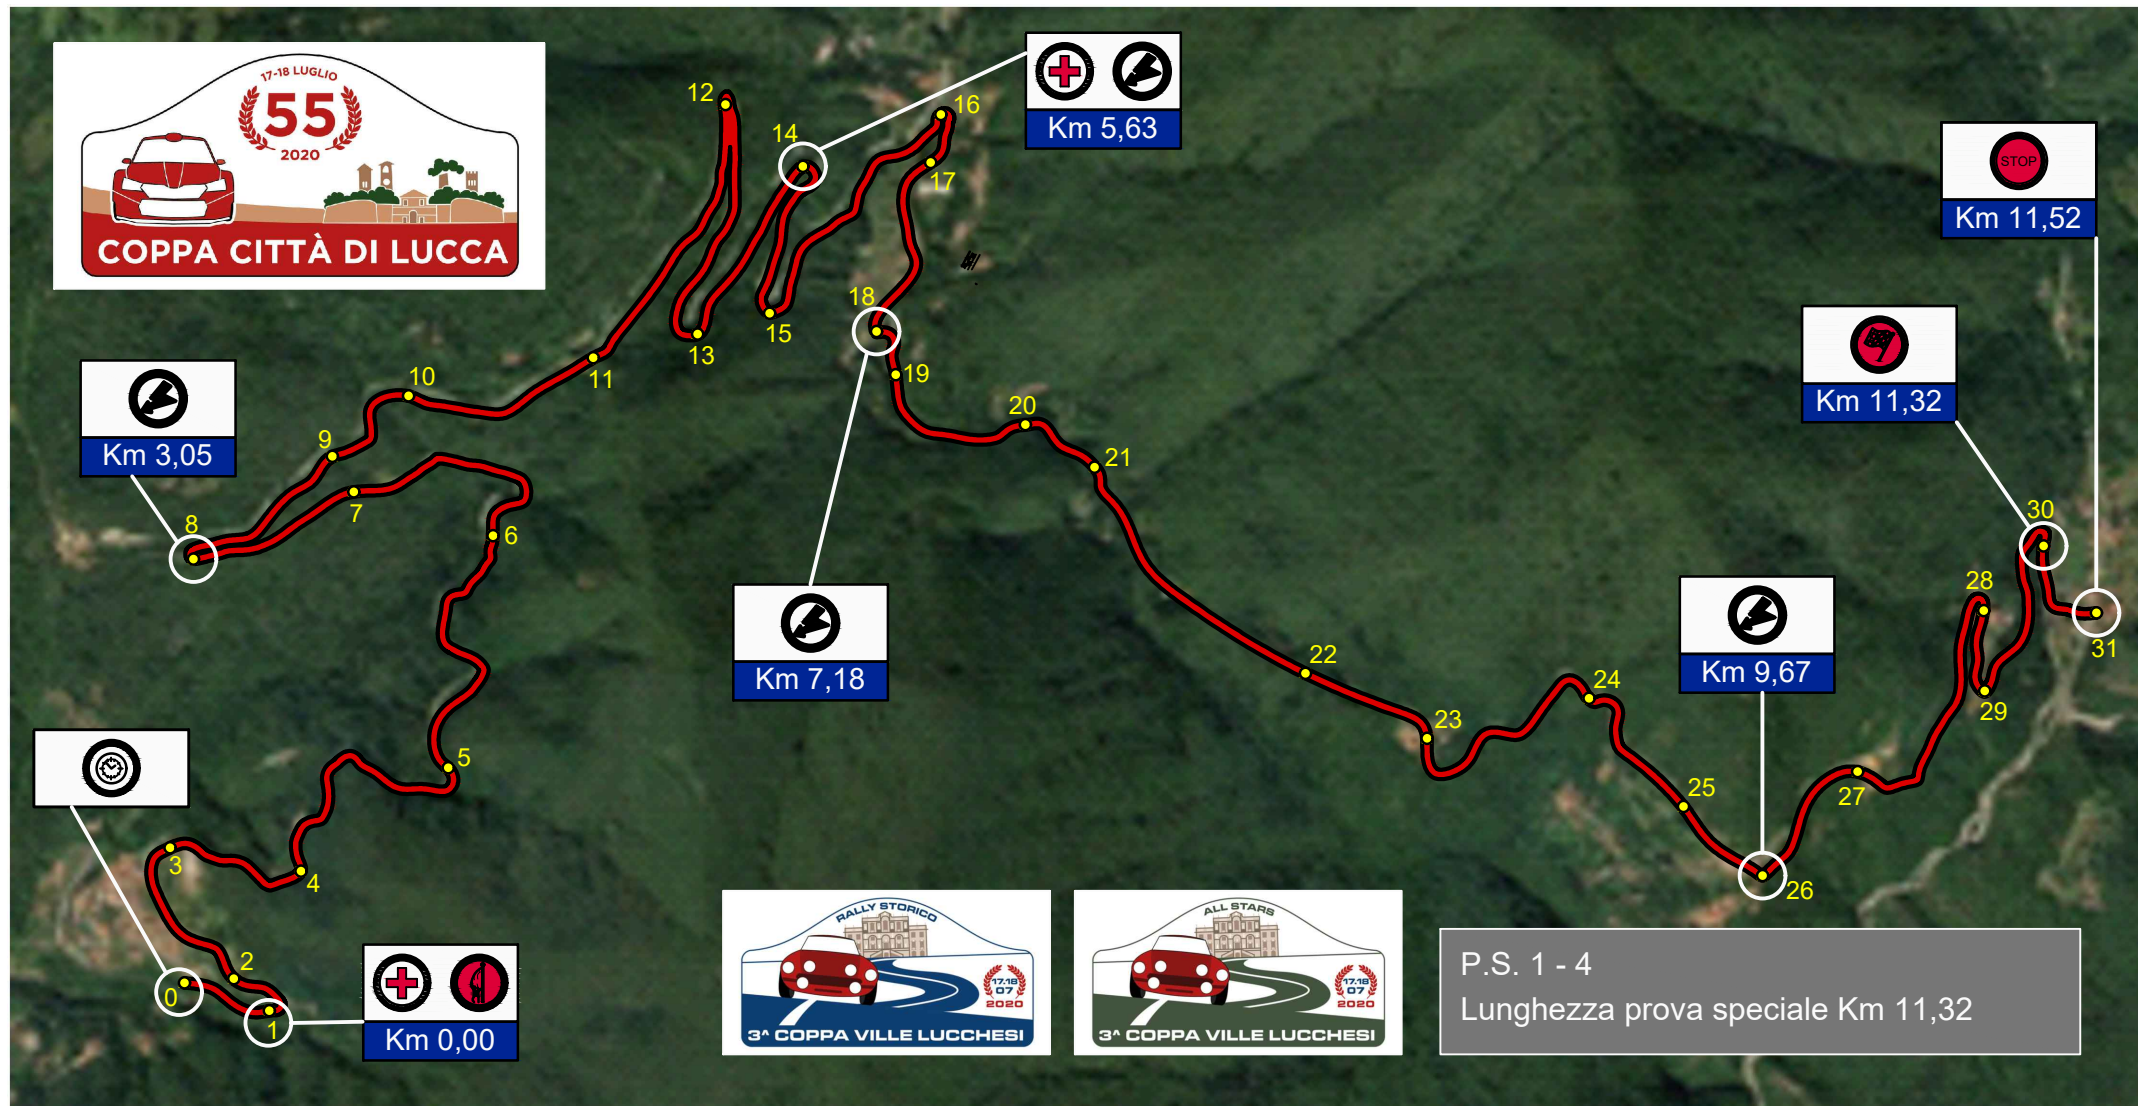 17-18 LUGLIO
55
2020
COPPA CITTÀ DI LUCCA
Km 5,63
STOP
Km 11,52
Km 11,32
Km 3,05
Km 7,18
Km 9,67
Km 0,00
0
1
2
3
4
5
6
7
8
9
10
11
12
13
14
15
16
17
18
19
20
21
22
23
24
25
26
27
28
29
30
31
RALLY STORICO
17.18
07
2020
3^ COPPA VILLE LUCCHESI
ALL STARS
17.18
07
2020
3^ COPPA VILLE LUCCHESI
P.S. 1 - 4
Lunghezza prova speciale Km 11,32